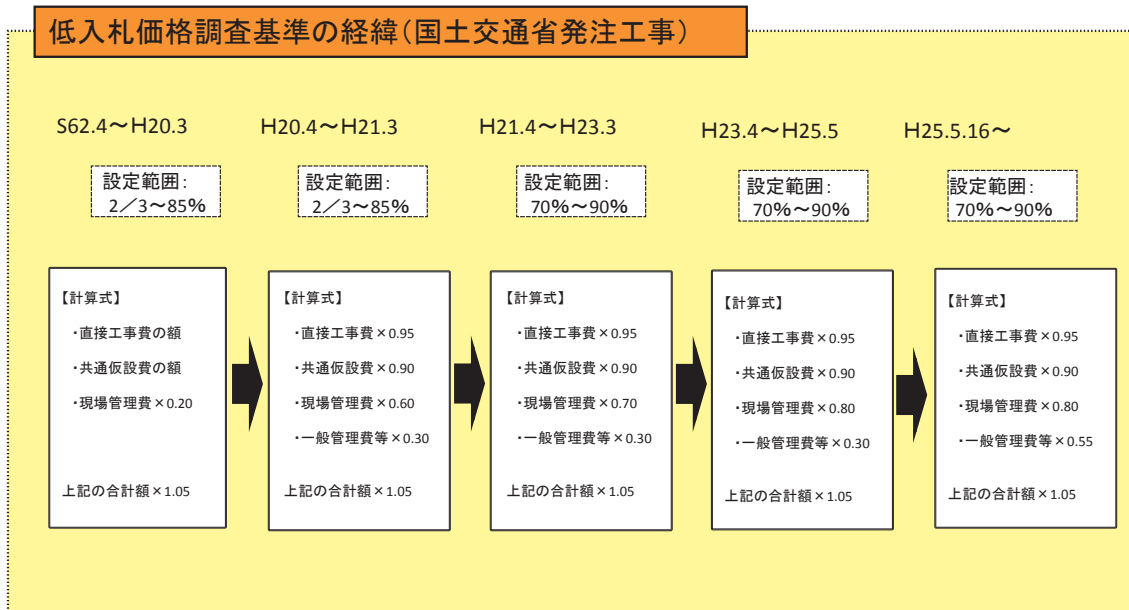 低入札価格調査基準の経緯(国土交通省発注工事)
S62.4～H20.3
設定範囲:
2／3～85%
【計算式】
・直接工事費の額
・共通仮設費の額
・現場管理費×0.20
上記の合計額×1.05
H20.4～H21.3
設定範囲:
2／3～85%
【計算式】
・直接工事費×0.95
・共通仮設費×0.90
・現場管理費×0.60
・一般管理費等×0.30
上記の合計額×1.05
H21.4～H23.3
設定範囲:
70%～90%
【計算式】
・直接工事費×0.95
・共通仮設費×0.90
・現場管理費×0.70
・一般管理費等×0.30
上記の合計額×1.05
H23.4～H25.5
設定範囲:
70%～90%
【計算式】
・直接工事費×0.95
・共通仮設費×0.90
・現場管理費×0.80
・一般管理費等×0.30
上記の合計額×1.05
H25.5.16～
設定範囲:
70%～90%
【計算式】
・直接工事費×0.95
・共通仮設費×0.90
・現場管理費×0.80
・一般管理費等×0.55
上記の合計額×1.05